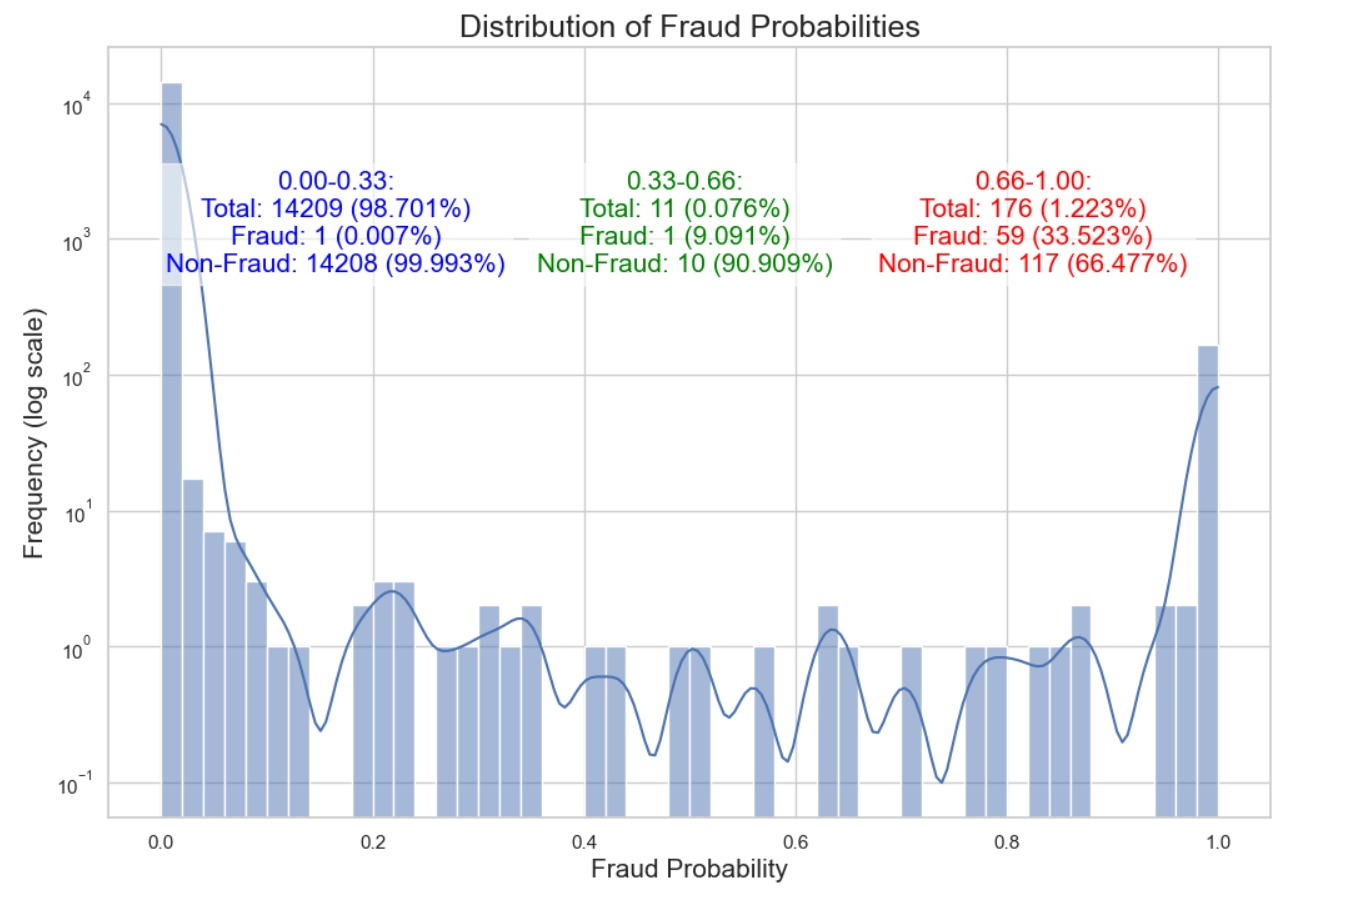 Distribution of Fraud Probabilities
Frequency (log scale)
10^4
10^3
10^2
10^1
10^0
10^-1
0.00-0.33:
Total: 14209 (98.701%)
Fraud: 1 (0.007%)
Non-Fraud: 14208 (99.993%)
0.33-0.66:
Total: 11 (0.076%)
Fraud: 1 (9.091%)
Non-Fraud: 10 (90.909%)
0.66-1.00:
Total: 176 (1.223%)
Fraud: 59 (33.523%)
Non-Fraud: 117 (66.477%)
0.0 0.2 0.4 0.6 0.8 1.0
Fraud Probability